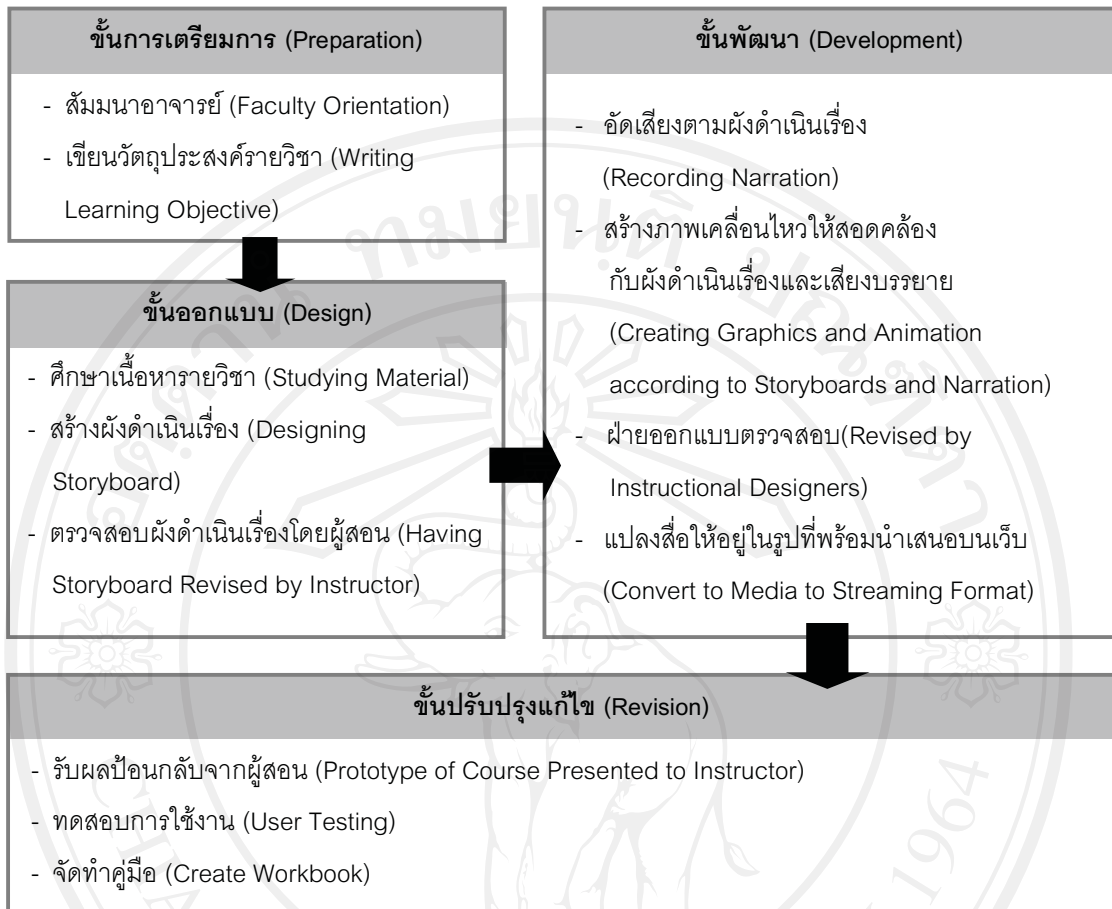 ขั้นการเตรียมการ (Preparation)
- สัมมนาอาจารย์ (Faculty Orientation)
- เขียนวัตถุประสงค์รายวิชา (Writing
Learning Objective)
ขั้นออกแบบ (Design)
- ศึกษาเนื้อหารายวิชา (Studying Material)
- สร้างผังดำเนินเรื่อง (Designing
Storyboard)
- ตรวจสอบผังดำเนินเรื่องโดยผู้สอน (Having
Storyboard Revised by Instructor)
ขั้นพัฒนา (Development)
- อัดเสียงตามผังดำเนินเรื่อง
(Recording Narration)
- สร้างภาพเคลื่อนไหวให้สอดคล้อง
กับผังดำเนินเรื่องและเสียงบรรยาย
(Creating Graphics and Animation
according to Storyboards and Narration)
- ฝ่ายออกแบบตรวจสอบ(Revised by
Instructional Designers)
- แปลงสื่อให้อยู่ในรูปที่พร้อมนำเสนอบนเว็บ
(Convert to Media to Streaming Format)
ขั้นปรับปรุงแก้ไข (Revision)
- รับผลป้อนกลับจากผู้สอน (Prototype of Course Presented to Instructor)
- ทดสอบการใช้งาน (User Testing)
- จัดทำคู่มือ (Create Workbook)
1964